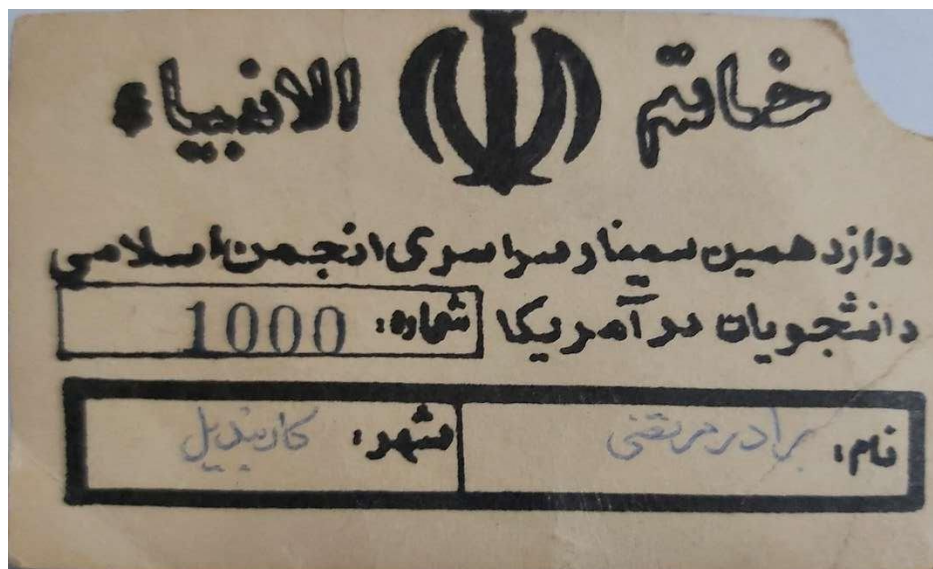 خاتم الانبیاء
دوازدهمین سمینار سراسری انجمن اسلامی
دانشجویان در آمریکا شماره: 1000
نام: برادر مرتضی شهر: کاربندیل